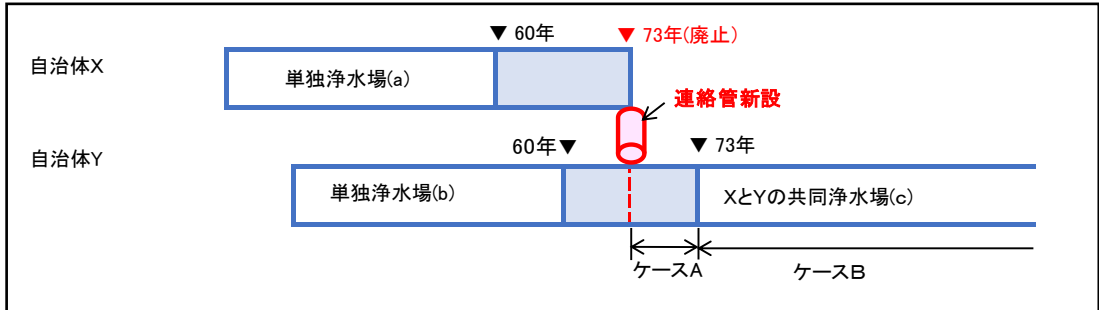 ▼ 60年
▼ 73年(廃止)
自治体X
単独浄水場(a)
連絡管新設
60年▼
▼ 73年
自治体Y
単独浄水場(b)
XとYの共同浄水場(c)
ケースA
ケースB